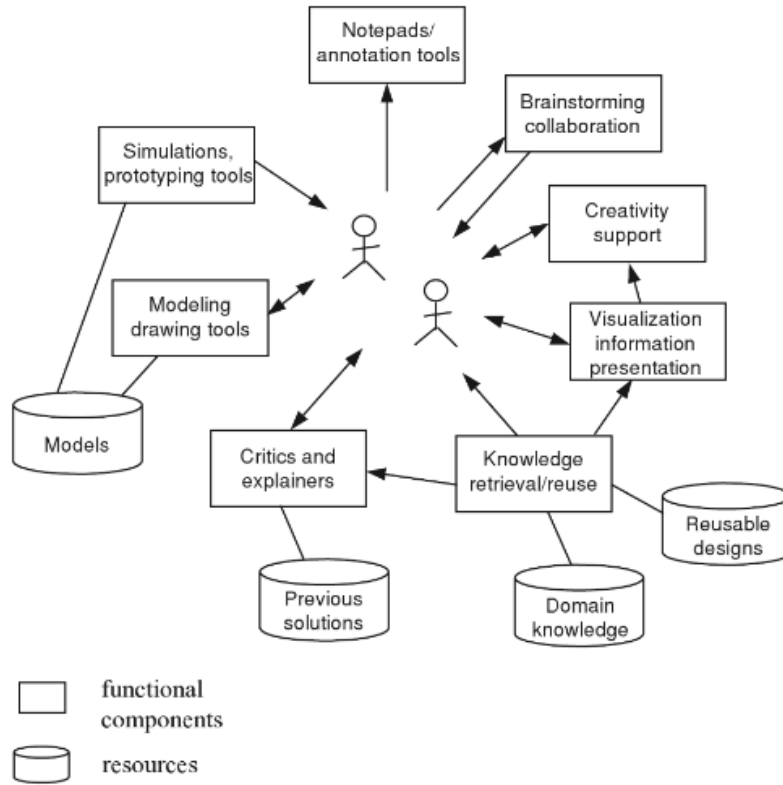 Notepads/
annotation tools
Brainstorming
collaboration
Simulations,
prototyping tools
Creativity
support
Modeling
drawing tools
Visualization
information
presentation
Models
Critics and
explainers
Knowledge
retrieval/reuse
Reusable
designs
Previous
solutions
Domain
knowledge
functional
components
resources